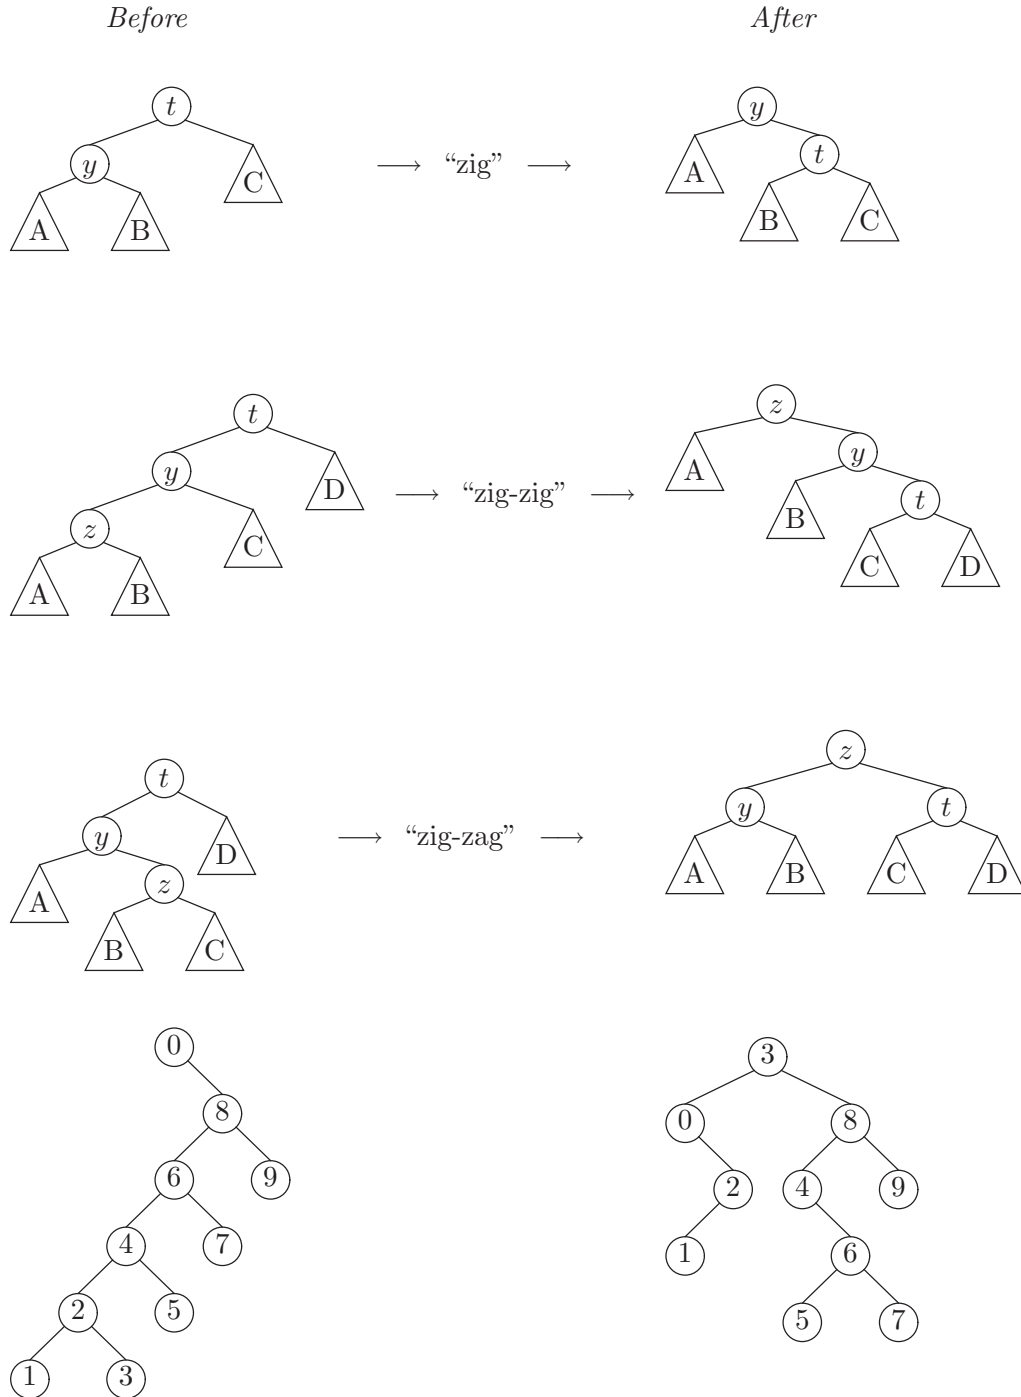 Before After
t y
y C → “zig” → A t
A B B C
t z
y D → “zig-zig” → A y
z C B t
A B C D
t z
y D → “zig-zag” → y t
A z A B C D
B C
0 3
8 0 8
6 9 2 4 9
4 7 1 6
2 5 5 7
1 3